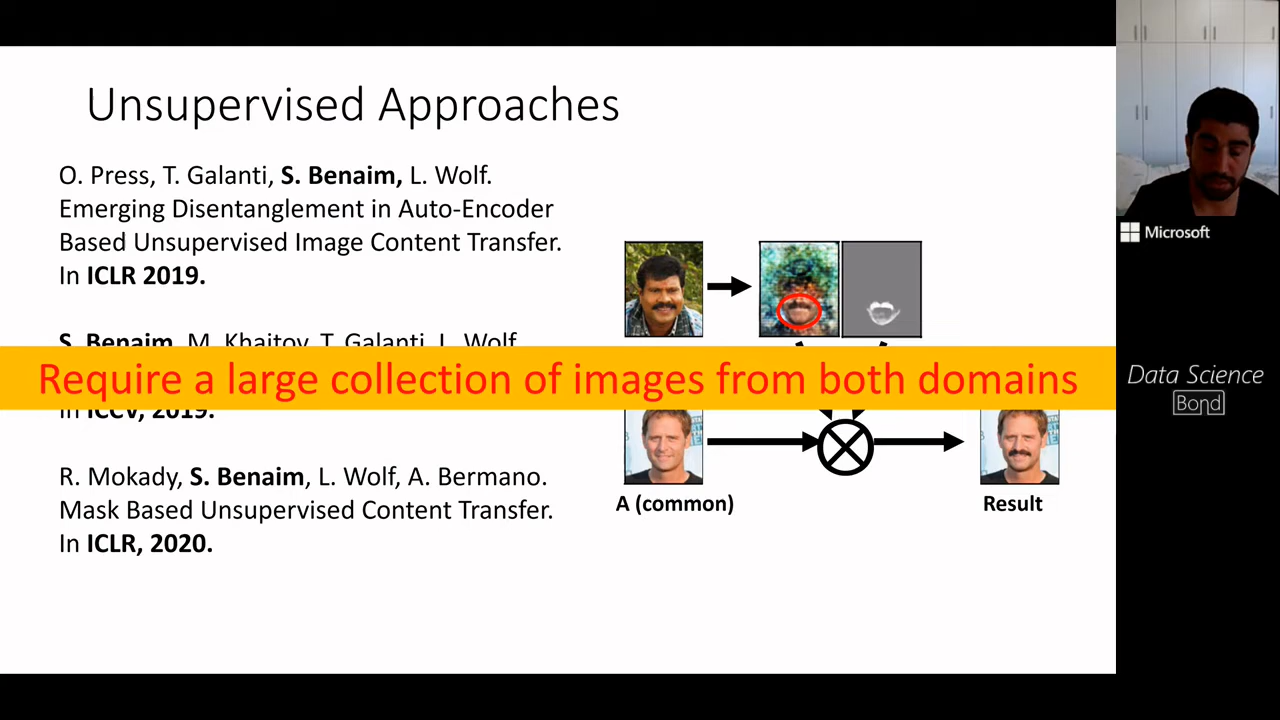 Unsupervised Approaches
O. Press, T. Galanti, S. Benaim, L. Wolf.
Emerging Disentanglement in Auto-Encoder
Based Unsupervised Image Content Transfer.
In ICLR 2019.
S. Benaim, M. Khaitov, T. Galanti, L. Wolf.
Require a large collection of images from both domains
In ICCV, 2019.
R. Mokady, S. Benaim, L. Wolf, A. Bermano.
Mask Based Unsupervised Content Transfer.
In ICLR, 2020.
A (common)
Result
Microsoft
Data Science
Bond